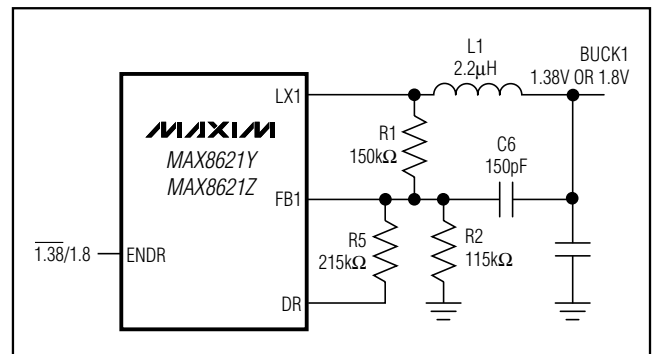 L1
2.2µH
BUCK1
1.38V OR 1.8V
LX1
MAXIM
MAX8621Y
MAX8621Z
R1
150kΩ
C6
150pF
FB1
R5
215kΩ
R2
115kΩ
1.38/1.8
ENDR
DR